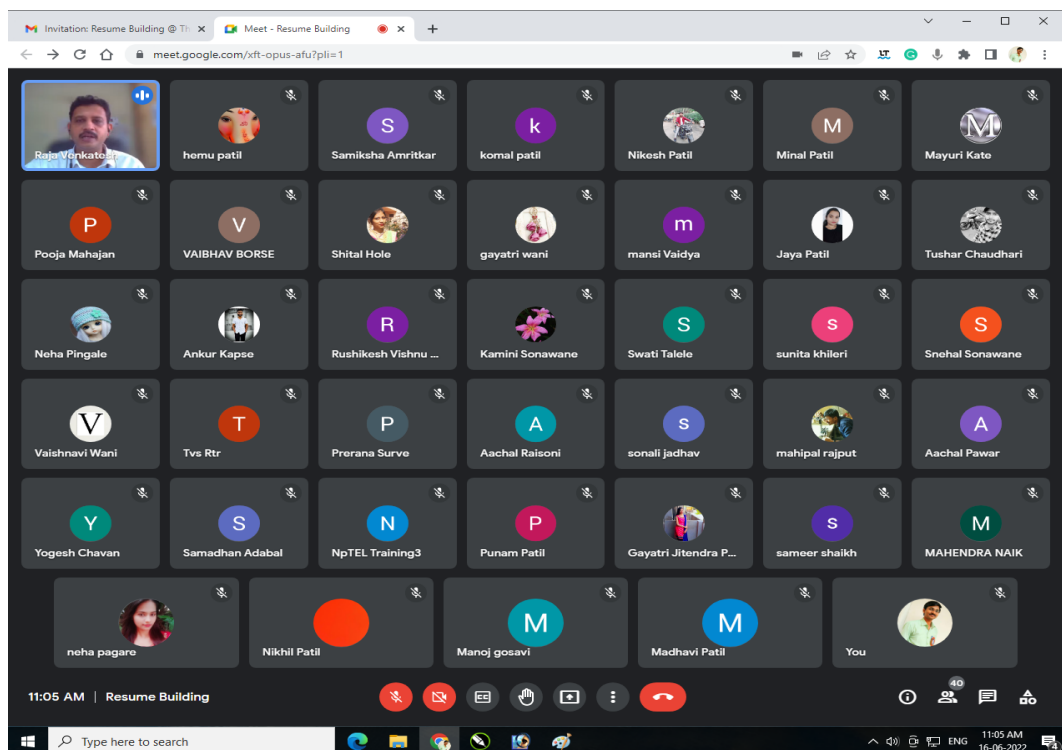 Invitation: Resume Building @ Th
Meet - Resume Building
meet.google.com/xft-opus-afu?pli=1
Raja Venkatesh
hemu patil
S
Samiksha Amritkar
k
komal patil
Nikesh Patil
M
Minal Patil
M
Mayuri Kate
P
Pooja Mahajan
V
VAIBHAV BORSE
Shital Hole
gayatri wani
m
mansi Vaidya
Jaya Patil
Tushar Chaudhari
Neha Pingale
Ankur Kapse
R
Rushikesh Vishnu ...
Kamini Sonawane
S
Swati Talele
s
sunita khileri
S
Snehal Sonawane
V
Vaishnavi Wani
T
Tvs Rtr
P
Prerana Surve
A
Aachal Raisoni
s
sonali jadhav
mahipal rajput
A
Aachal Pawar
Y
Yogesh Chavan
S
Samadhan Adabal
N
NpTEL Training3
P
Punam Patil
Gayatri Jitendra P...
s
sameer shaikh
M
MAHENDRA NAIK
neha pagare
Nikhil Patil
M
Manoj gosavi
M
Madhavi Patil
You
11:05 AM | Resume Building
CC
40
Type here to search
ENG
11:05 AM
16-06-2022